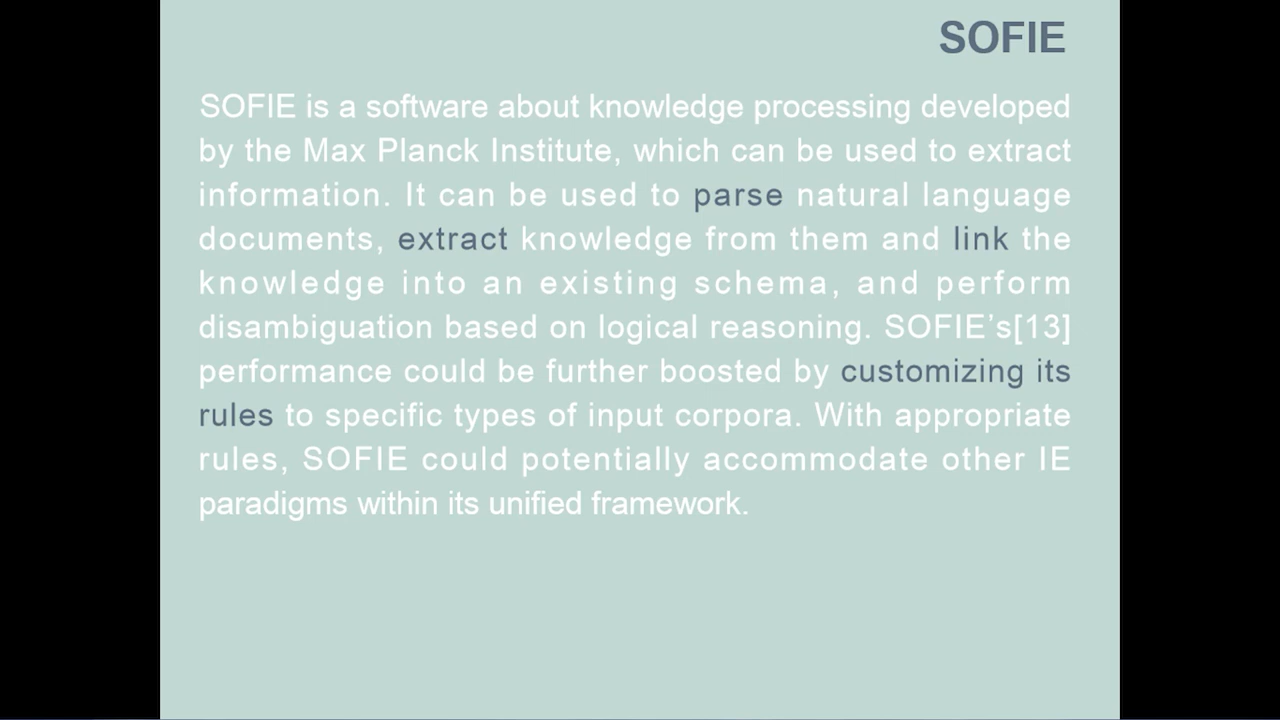 SOFIE
SOFIE is a software about knowledge processing developed
by the Max Planck Institute, which can be used to extract
information. It can be used to parse natural language
documents, extract knowledge from them and link the
knowledge into an existing schema, and perform
disambiguation based on logical reasoning. SOFIE’s[13]
performance could be further boosted by customizing its
rules to specific types of input corpora. With appropriate
rules, SOFIE could potentially accommodate other IE
paradigms within its unified framework.